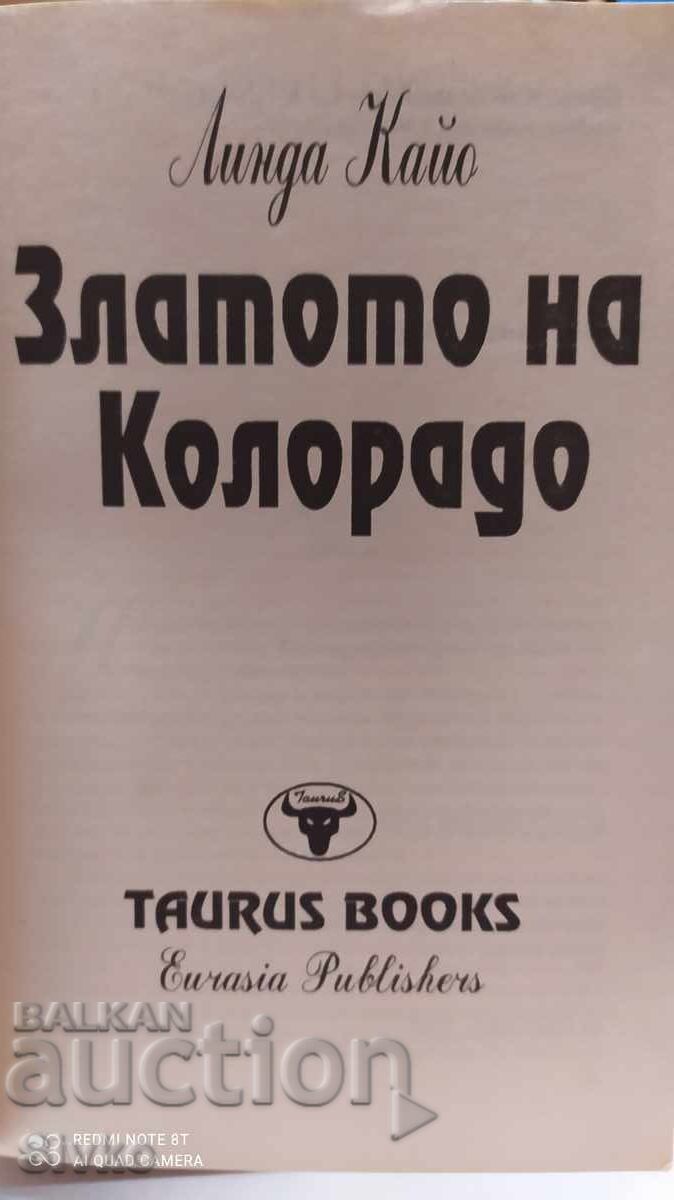 Линда Кайо
Златото на
Колорадо
TauruS
TAURUS BOOKS
Eurasia Publishers
BALKAN
auction
REDMI NOTE 8T
AI QUAD CAMERA